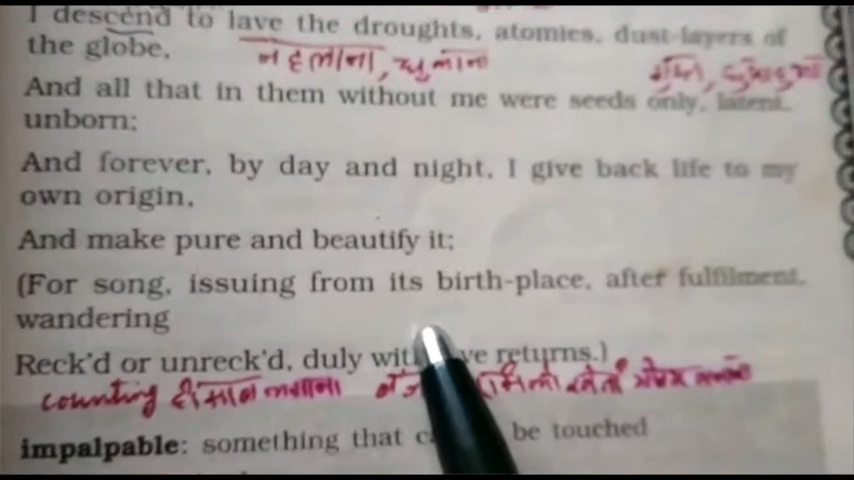 I descend to lave the droughts, atomies, dust-layers of
the globe,
नहलाना, धुलाना
And all that in them without me were seeds only, latent,
unborn;
And forever, by day and night, I give back life to my
own origin,
And make pure and beautify it;
(For song, issuing from its birth-place, after fulfilment,
wandering
Reck'd or unreck'd, duly with returns.)
counting
impalpable: something that be touched